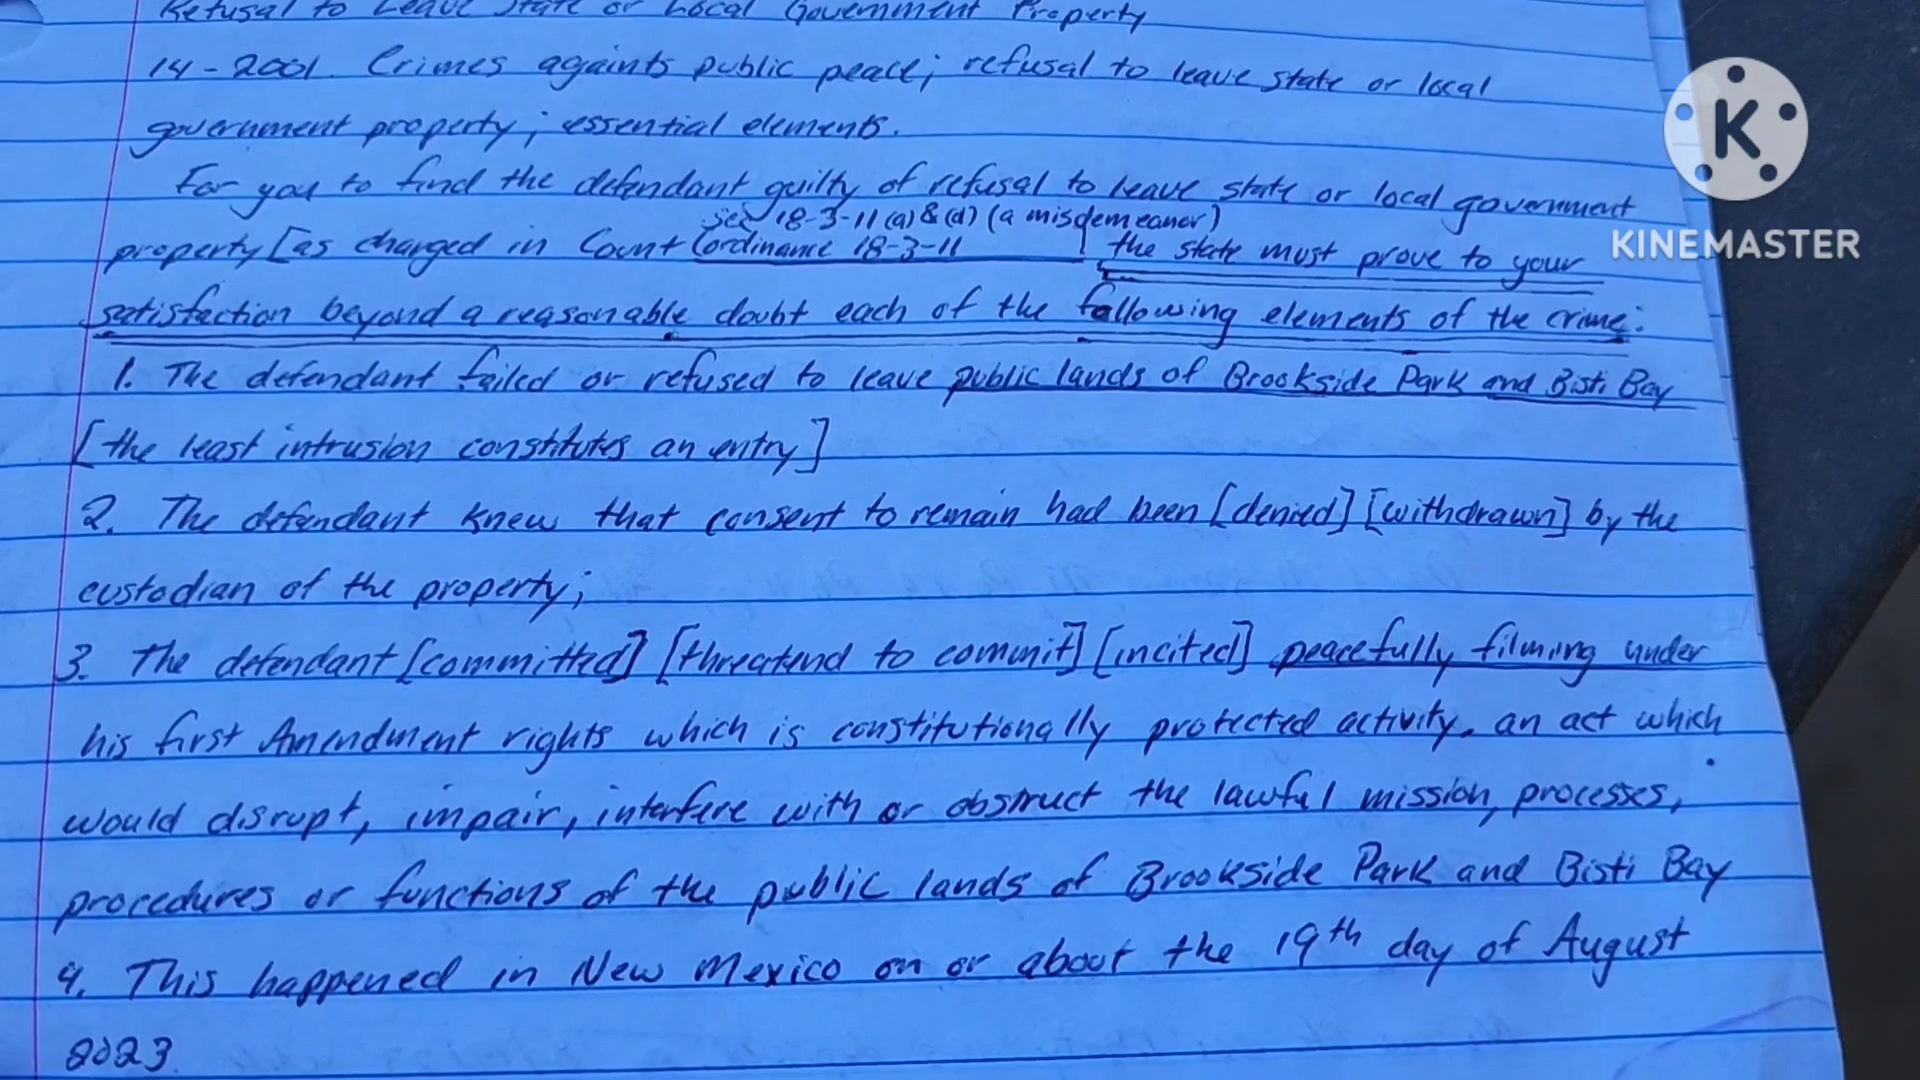 Refusal to Leave State or Local Government Property
14-2001. Crimes againts public peace; refusal to leave state or local
government property; essential elements.
For you to find the defendant guilty of refusal to leave state or local government
see 18-3-11 (a) & (d) (a misdemeanor)
property [as charged in Count (ordinance 18-3-11 ] the state must prove to your
satisfaction beyond a reasonable doubt each of the following elements of the crime:
1. The defendant failed or refused to leave public lands of Brookside Park and Bisti Bay
[the least intrusion constitutes an entry]
2. The defendant knew that consent to remain had been [denied] [withdrawn] by the
custodian of the property;
3. The defendant [committed] [threatend to commit] [incited] peacefully filming under
his first Amendment rights which is constitutionally protected activity. an act which
would disrupt, impair, interfere with or obstruct the lawful mission, processes,
procedures or functions of the public lands of Brookside Park and Bisti Bay
4. This happened in New Mexico on or about the 19th day of August
2023.
K
KINEMASTER